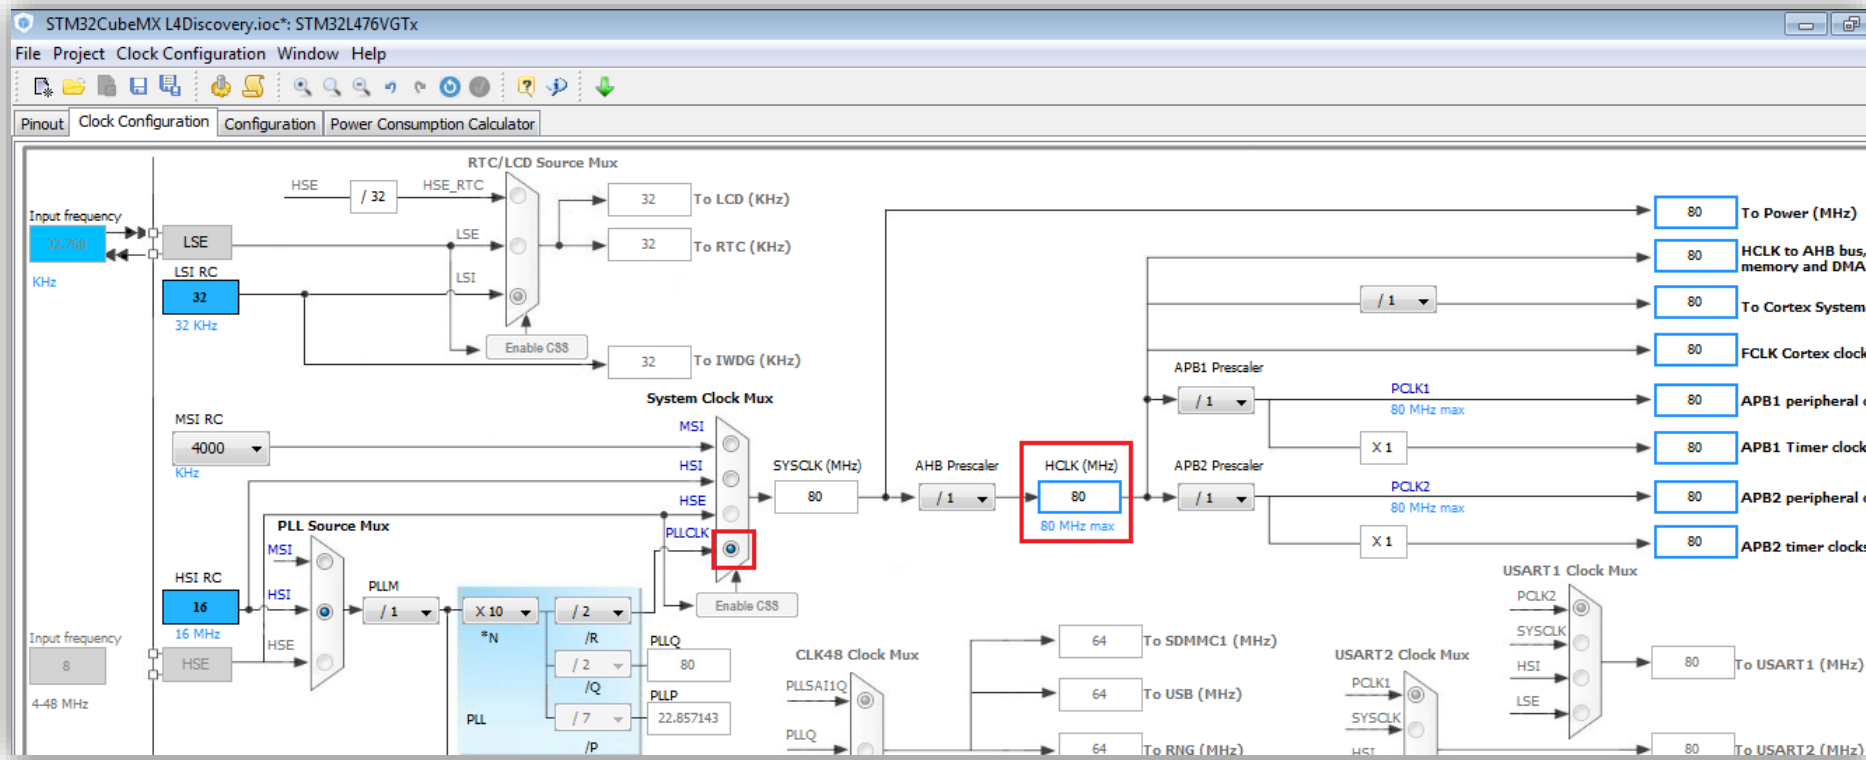 STM32CubeMX L4Discovery.ioc*: STM32L476VGTx
File Project Clock Configuration Window Help
Pinout Clock Configuration Configuration Power Consumption Calculator
RTC/LCD Source Mux
HSE / 32 HSE_RTC 32 To LCD (KHz)
80 To Power (MHz)
Input frequency
32.768 LSE LSE 32 To RTC (KHz)
80 HCLK to AHB bus,
memory and DMA
KHz
LSI RC LSI
32 / 1 80 To Cortex System
32 KHz
Enable CSS 80 FCLK Cortex clock
32 To IWDG (KHz)
APB1 Prescaler
System Clock Mux
PCLK1
/ 1 80 APB1 peripheral
80 MHz max
MSI RC MSI
4000 X 1 80 APB1 Timer clock
KHz
HSI SYSCLK (MHz) AHB Prescaler HCLK (MHz) APB2 Prescaler
PCLK2
HSE 80 / 1 80 / 1 80 APB2 peripheral
80 MHz max 80 MHz max
PLL Source Mux PLLCLK
MSI X 1 80 APB2 timer clocks
HSI RC PLLM
USART1 Clock Mux
HSI PCLK2
16 / 1 X 10 / 2 Enable CSS
16 MHz *N /R
Input frequency HSE PLLQ SYSCLK
8 HSE / 2 80
CLK48 Clock Mux 64 To SDMMC1 (MHz)
USART2 Clock Mux HSI 80 To USART1 (MHz)
/Q PLLP
PLLSAI1Q 64 To USB (MHz) PCLK1
4-48 MHz LSE
PLL / 7 22.857143
SYSCLK
/P PLLQ 64 To RNG (MHz) HSI 80 To USART2 (MHz)